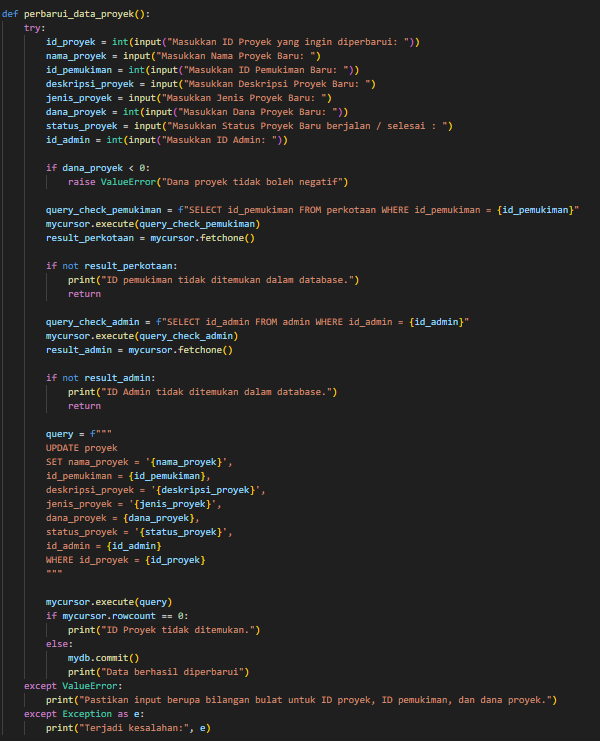 def perbarui_data_proyek():
    try:
        id_proyek = int(input("Masukkan ID Proyek yang ingin diperbarui: "))
        nama_proyek = input("Masukkan Nama Proyek Baru: ")
        id_pemukiman = int(input("Masukkan ID Pemukiman Baru: "))
        deskripsi_proyek = input("Masukkan Deskripsi Proyek Baru: ")
        jenis_proyek = input("Masukkan Jenis Proyek Baru: ")
        dana_proyek = int(input("Masukkan Dana Proyek Baru: "))
        status_proyek = input("Masukkan Status Proyek Baru berjalan / selesai : ")
        id_admin = int(input("Masukkan ID Admin: "))

        if dana_proyek < 0:
            raise ValueError("Dana proyek tidak boleh negatif")

        query_check_pemukiman = f"SELECT id_pemukiman FROM perkotaan WHERE id_pemukiman = {id_pemukiman}"
        mycursor.execute(query_check_pemukiman)
        result_perkotaan = mycursor.fetchone()

        if not result_perkotaan:
            print("ID pemukiman tidak ditemukan dalam database.")
            return

        query_check_admin = f"SELECT id_admin FROM admin WHERE id_admin = {id_admin}"
        mycursor.execute(query_check_admin)
        result_admin = mycursor.fetchone()

        if not result_admin:
            print("ID Admin tidak ditemukan dalam database.")
            return

        query = f"""
        UPDATE proyek
        SET nama_proyek = '{nama_proyek}',
        id_pemukiman = {id_pemukiman},
        deskripsi_proyek = '{deskripsi_proyek}',
        jenis_proyek = '{jenis_proyek}',
        dana_proyek = {dana_proyek},
        status_proyek = '{status_proyek}',
        id_admin = {id_admin}
        WHERE id_proyek = {id_proyek}
        """

        mycursor.execute(query)
        if mycursor.rowcount == 0:
            print("ID Proyek tidak ditemukan.")
        else:
            mydb.commit()
            print("Data berhasil diperbarui")
    except ValueError:
        print("Pastikan input berupa bilangan bulat untuk ID proyek, ID pemukiman, dan dana proyek.")
    except Exception as e:
        print("Terjadi kesalahan:", e)